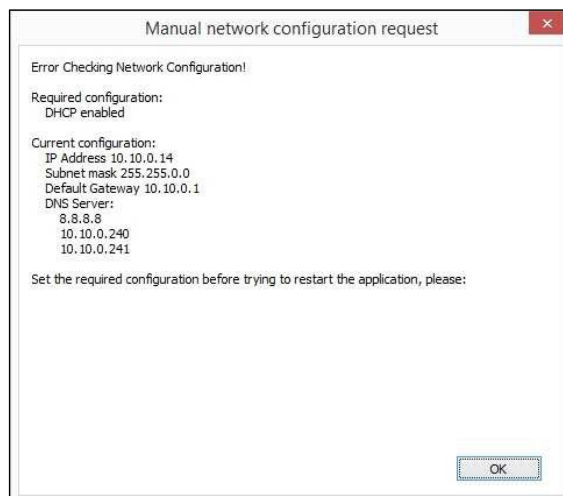 Manual network configuration request
Error Checking Network Configuration!
Required configuration:
DHCP enabled
Current configuration:
IP Address 10.10.0.14
Subnet mask 255.255.0.0
Default Gateway 10.10.0.1
DNS Server:
8.8.8.8
10.10.0.240
10.10.0.241
Set the required configuration before trying to restart the application, please:
OK